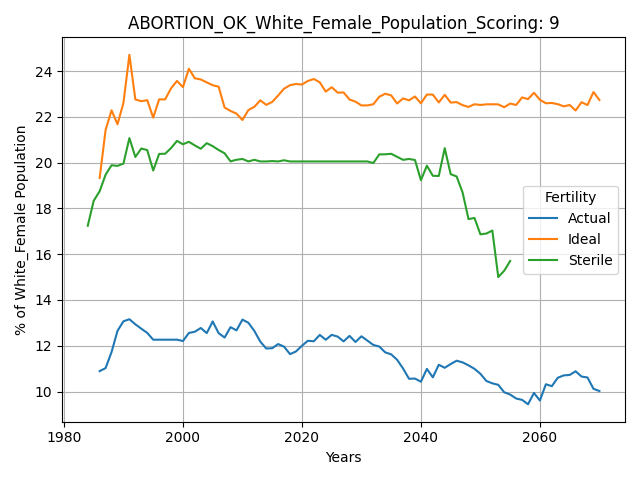 ABORTION_OK_White_Female_Population_Scoring: 9
% of White_Female Population
24
22
20
18
16
14
12
10
Fertility
Actual
Ideal
Sterile
1980
2000
2020
2040
2060
Years